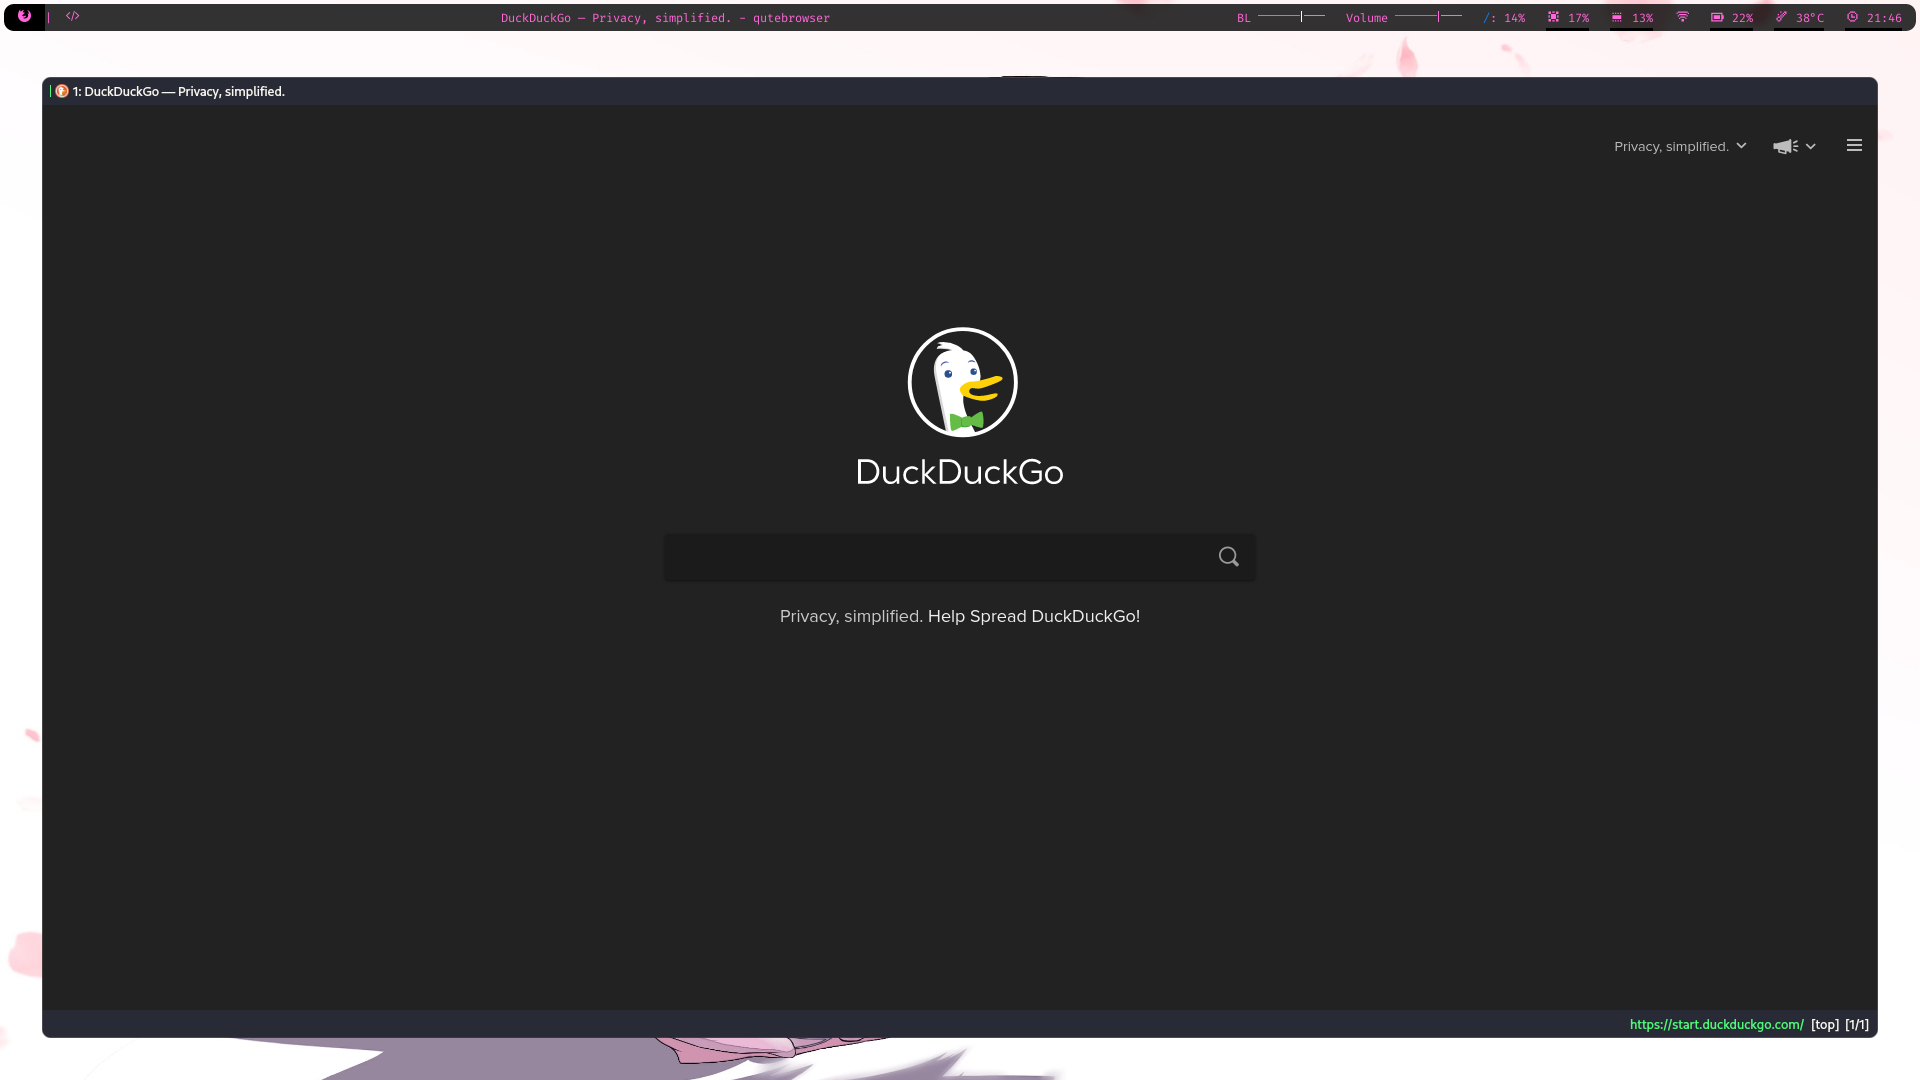 DuckDuckGo — Privacy, simplified. - qutebrowser
BL
Volume
/: 14%
17%
13%
22%
38°C
21:46
1: DuckDuckGo — Privacy, simplified.
Privacy, simplified.
DuckDuckGo
Privacy, simplified. Help Spread DuckDuckGo!
https://start.duckduckgo.com/ [top] [1/1]